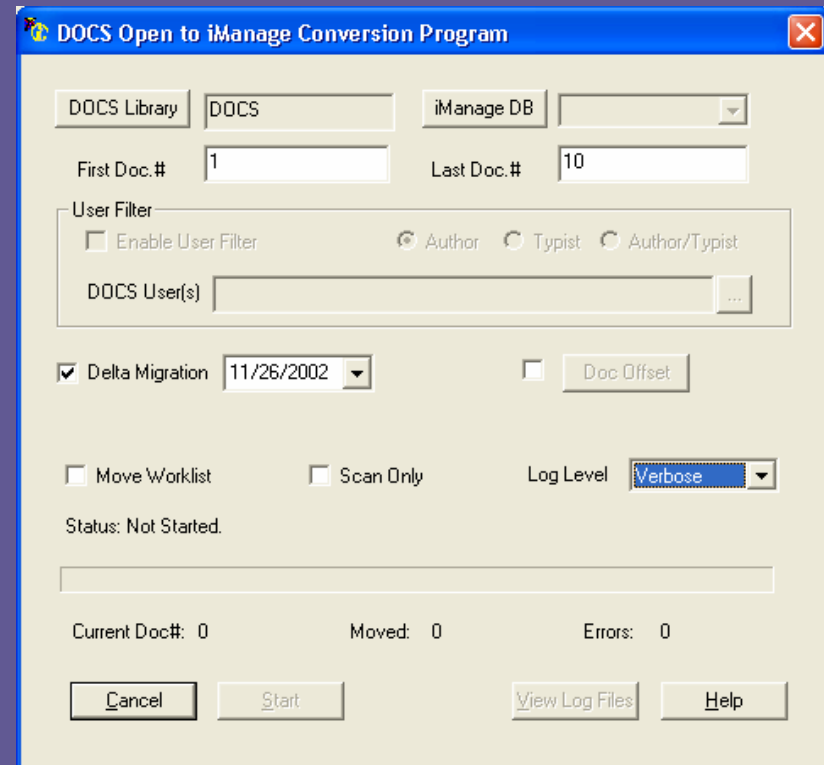 DOCS Open to iManage Conversion Program
DOCS Library DOCS iManage DB
First Doc.# 1 Last Doc.# 10
User Filter
Enable User Filter Author Typist Author/Typist
DOCS User(s) ...
Delta Migration 11/26/2002 Doc Offset
Move Worklist Scan Only Log Level Verbose
Status: Not Started.
Current Doc#: 0 Moved: 0 Errors: 0
Cancel Start View Log Files Help